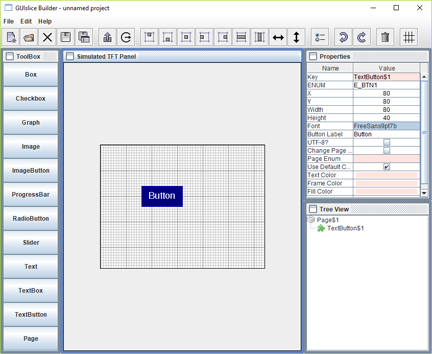 GUIslice Builder - unnamed project
File Edit Help
ToolBox
Box
Checkbox
Graph
Image
ImageButton
ProgressBar
RadioButton
Slider
Text
TextBox
TextButton
Page
Simulated TFT Panel
Button
Properties
Name Value
Key TextButton$1
ENUM E_BTN1
X 80
Y 80
Width 80
Height 40
Font FreeSans9pt7b
Button Label Button
UTF-8?
Change Page ...
Page Enum
Use Default C...
Text Color
Frame Color
Fill Color
Tree View
Page$1
TextButton$1